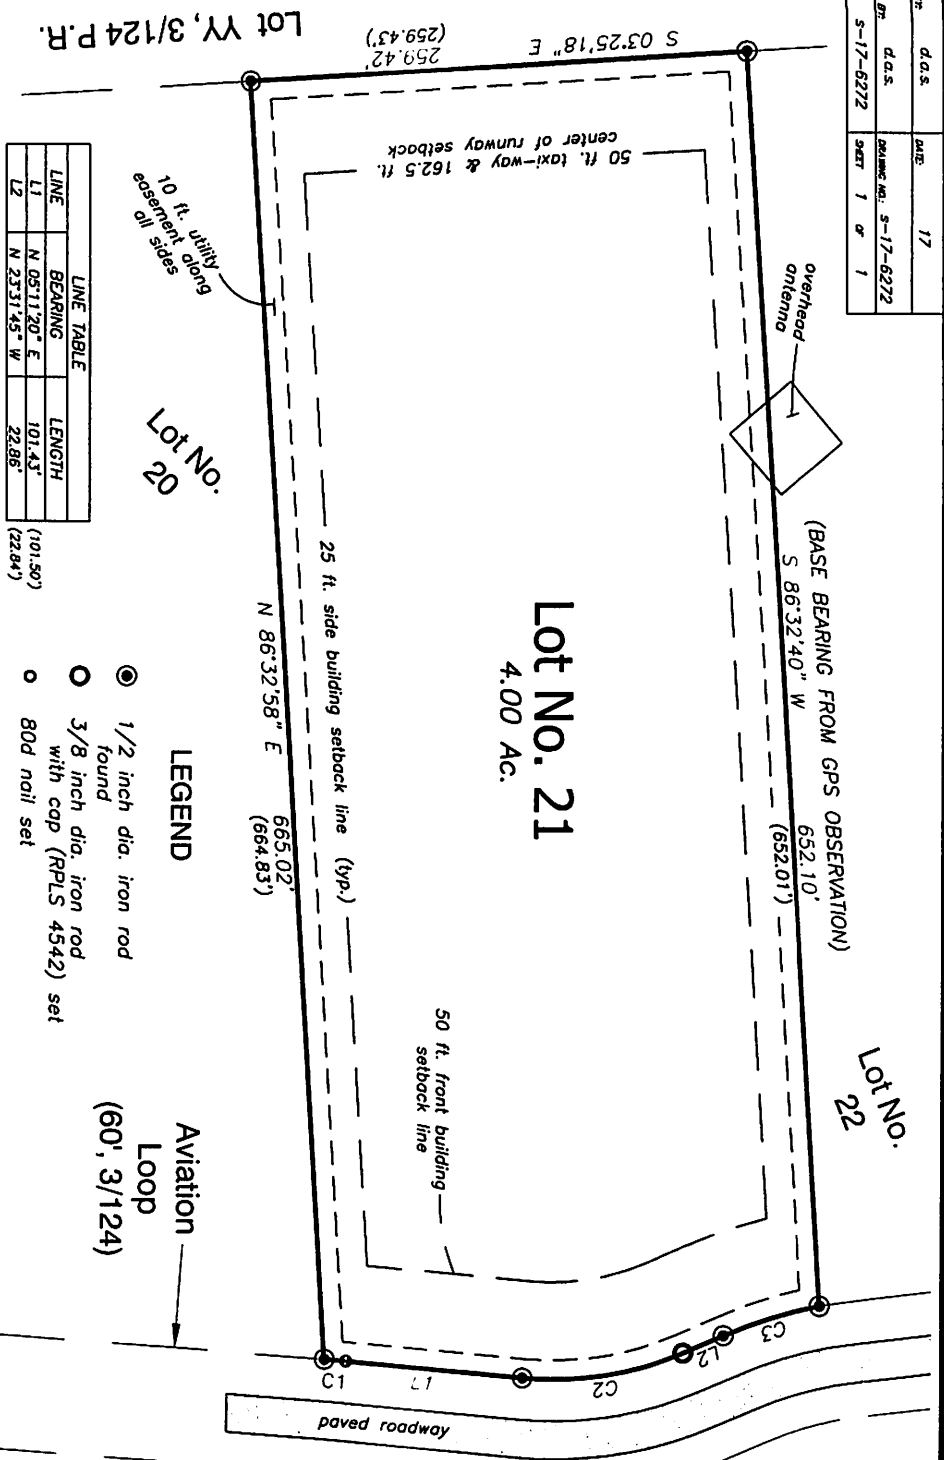 d.a.s.
DATE: 17
d.a.s.
DRAWING NO.: S-17-6272
S-17-6272
SHEET 1 OF 1
Lot YY, 3/124 P.R.
S 03°25'18" E
259.42'
(259.43')
50 ft. taxi-way & 162.5 ft.
center of runway setback
10 ft. utility
easement along
all sides
overhead
antenna
LINE TABLE
LINE BEARING LENGTH
L1 N 05°11'20" E 101.43' (101.50')
L2 N 23°31'45" W 22.86' (22.84')
Lot No.
20
(BASE BEARING FROM GPS OBSERVATION)
S 86°32'40" W 652.10'
(652.01')
Lot No. 21
4.00 Ac.
25 ft. side building setback line (typ.)
N 86°32'58" E 665.02'
(664.83')
LEGEND
1/2 inch dia. iron rod
found
3/8 inch dia. iron rod
with cap (RPLS 4542) set
80d nail set
50 ft. front building
setback line
Lot No.
22
Aviation
Loop
(60', 3/124)
C1
L1
C2
L2
C3
paved roadway